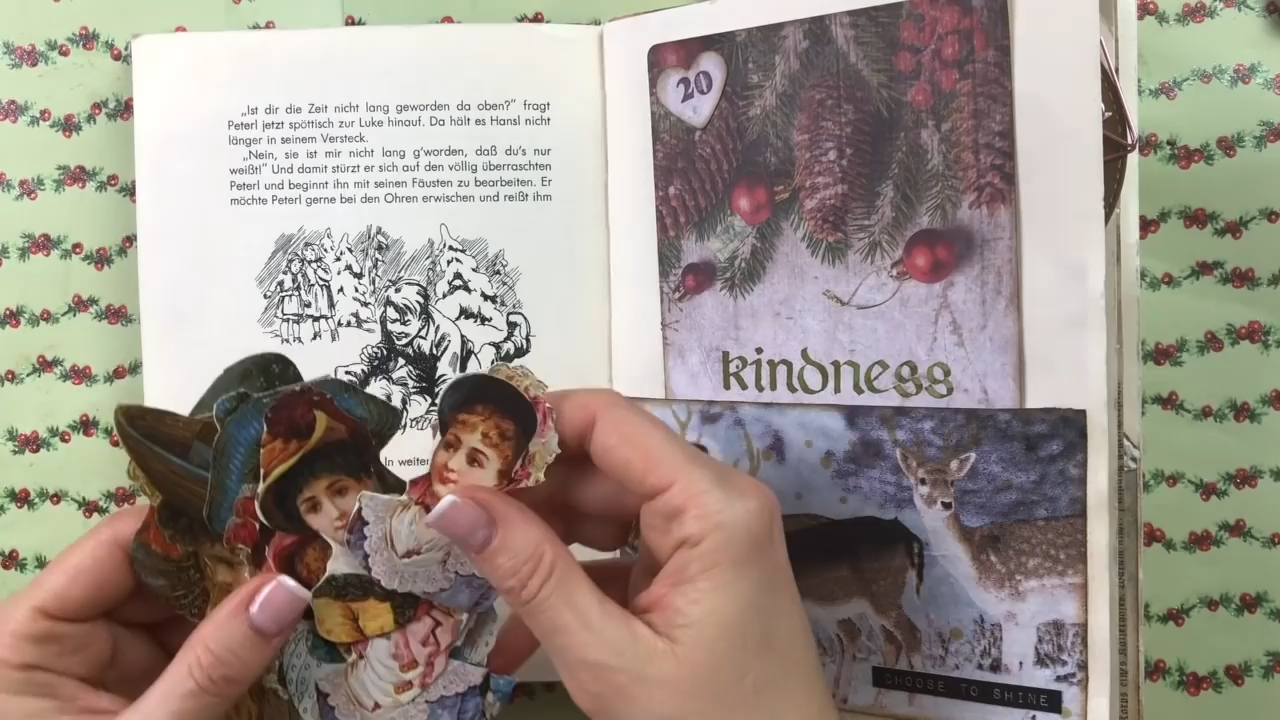 „Ist dir die Zeit nicht lang geworden da oben?" fragt
Peterl jetzt spöttisch zur Luke hinauf. Da hält es Hansl nicht
länger in seinem Versteck.
„Nein, sie ist mir nicht lang g'worden, daß du's nur
weißt!" Und damit stürzt er sich auf den völlig überraschten
Peterl und beginnt ihn mit seinen Fäusten zu bearbeiten. Er
möchte Peterl gerne bei den Ohren erwischen und reißt ihm
In weiter
20
kindness
CHOOSE TO SHINE